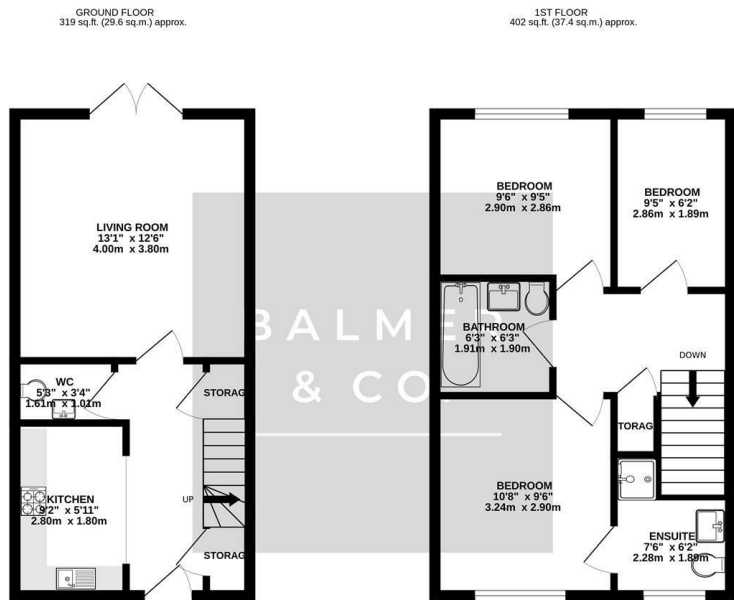 GROUND FLOOR
319 sq.ft. (29.6 sq.m.) approx.
1ST FLOOR
402 sq.ft. (37.4 sq.m.) approx.
LIVING ROOM
13'1" x 12'6"
4.00m x 3.80m
WC
5'3" x 3'4"
1.61m x 1.01m
STORAG
KITCHEN
9'2" x 5'11"
2.80m x 1.80m
UP
STORAG
BEDROOM
9'6" x 9'5"
2.90m x 2.86m
BEDROOM
9'5" x 6'2"
2.86m x 1.89m
BATHROOM
6'3" x 6'3"
1.91m x 1.90m
DOWN
TORAG
BEDROOM
10'8" x 9'6"
3.24m x 2.90m
ENSUITE
7'6" x 6'2"
2.28m x 1.89m
BALMER
& CO